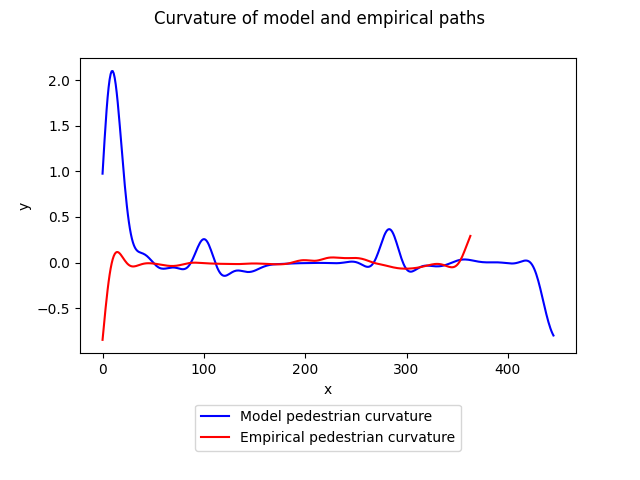 Curvature of model and empirical paths
2.0
1.5
1.0
0.5
0.0
−0.5
y
0 100 200 300 400
x
Model pedestrian curvature
Empirical pedestrian curvature